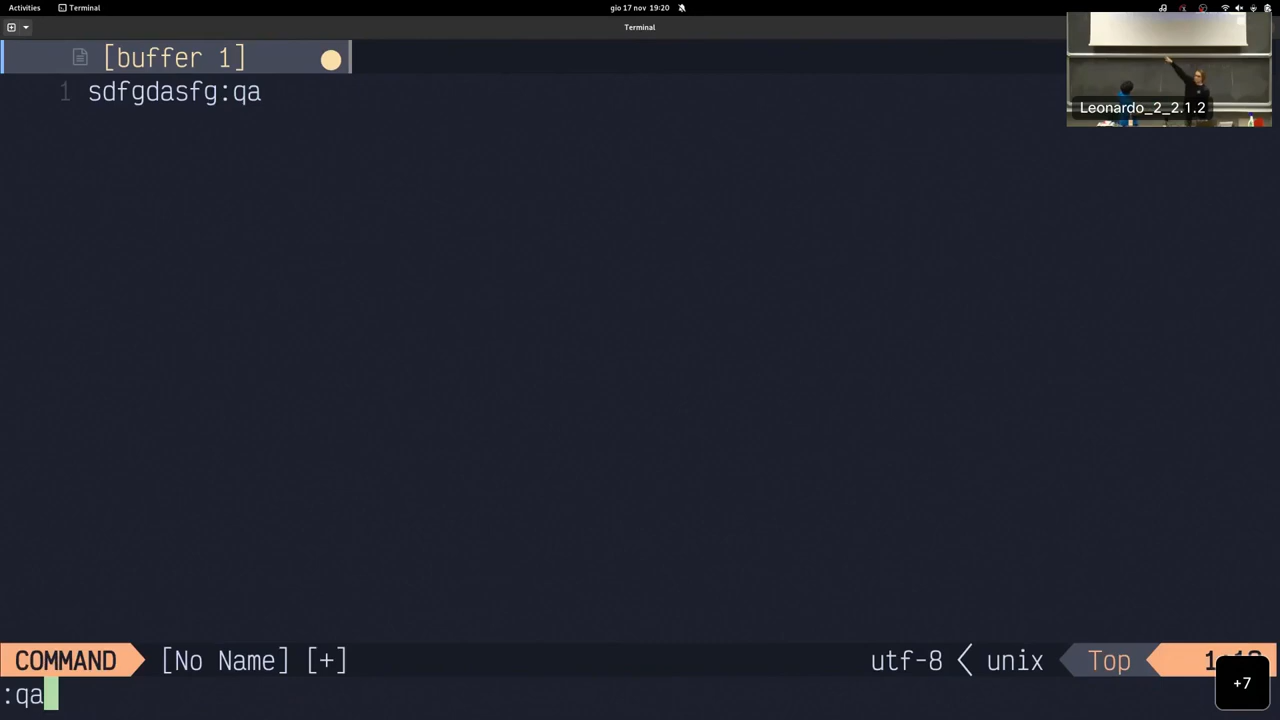 Activities Terminal gio 17 nov 19:20
Terminal
[buffer 1]
1 sdfgdasfg:qa
Leonardo_2_2.1.2
COMMAND [No Name] [+] utf-8 unix Top
:qa
+7